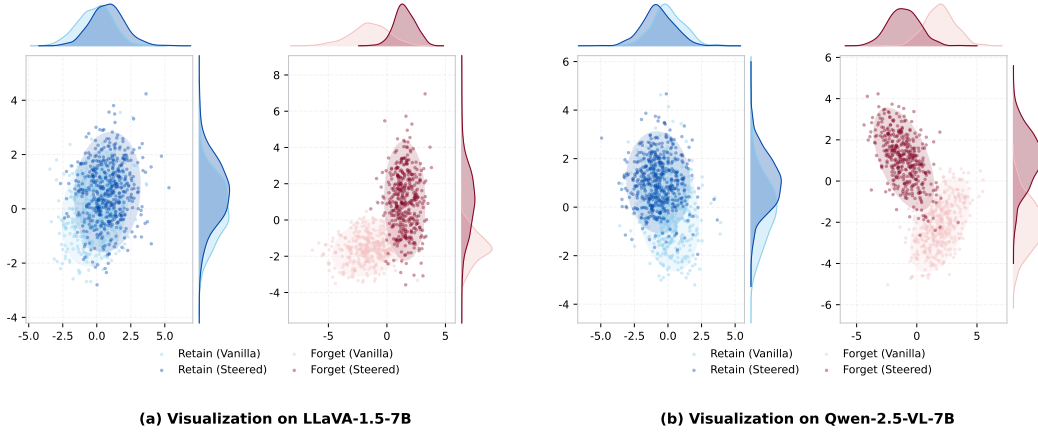 4
2
0
-2
-4
-5.0 -2.5 0.0 2.5 5.0
8
6
4
2
0
-2
-4
-5 0 5
6
4
2
0
-2
-4
-5.0 -2.5 0.0 2.5 5.0
4
2
0
-2
-4
-6
-5 0 5
Retain (Vanilla) Forget (Vanilla)
Retain (Steered) Forget (Steered)
Retain (Vanilla) Forget (Vanilla)
Retain (Steered) Forget (Steered)
(a) Visualization on LLaVA-1.5-7B
(b) Visualization on Qwen-2.5-VL-7B